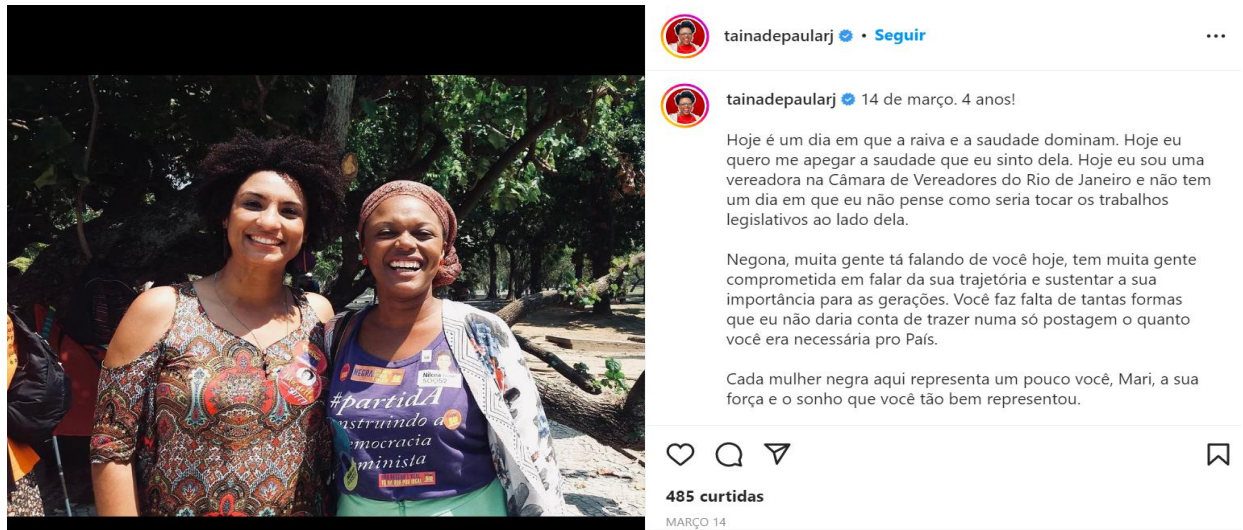 tainadepaularj • Seguir
tainadepaularj 14 de março. 4 anos!
Hoje é um dia em que a raiva e a saudade dominam. Hoje eu
quero me apegar a saudade que eu sinto dela. Hoje eu sou uma
vereadora na Câmara de Vereadores do Rio de Janeiro e não tem
um dia em que eu não pense como seria tocar os trabalhos
legislativos ao lado dela.
Negona, muita gente tá falando de você hoje, tem muita gente
comprometida em falar da sua trajetória e sustentar a sua
importância para as gerações. Você faz falta de tantas formas
que eu não daria conta de trazer numa só postagem o quanto
você era necessária pro País.
Cada mulher negra aqui representa um pouco você, Mari, a sua
força e o sonho que você tão bem representou.
485 curtidas
MARÇO 14
NEGRA
50
#partidA
nstruindo a
emocracia
minista